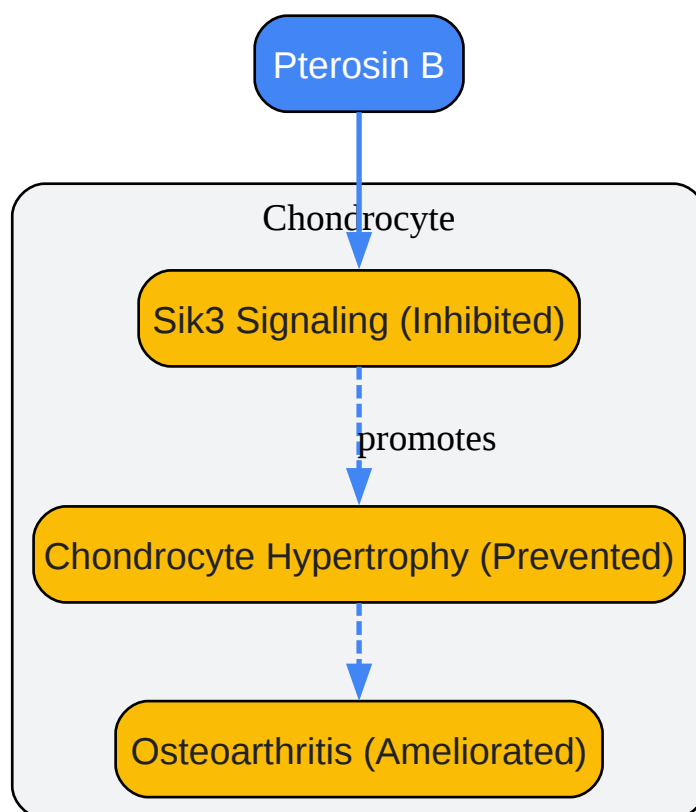 Pterosin B
Chondrocyte
Sik3 Signaling (Inhibited)
promotes
Chondrocyte Hypertrophy (Prevented)
Osteoarthritis (Ameliorated)